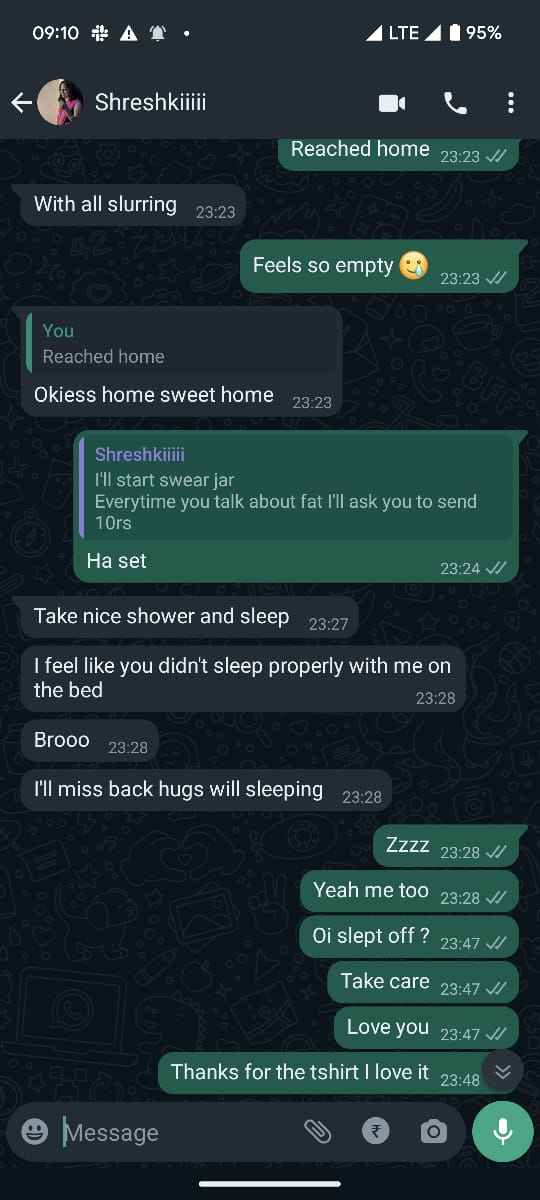 09:10
LTE
95%
Shreshkiiiii
Reached home 23:23
With all slurring 23:23
Feels so empty 🥲 23:23
You
Reached home
Okiess home sweet home 23:23
Shreshkiiiii
I'll start swear jar
Everytime you talk about fat I'll ask you to send
10rs
Ha set 23:24
Take nice shower and sleep 23:27
I feel like you didn't sleep properly with me on
the bed 23:28
Brooo 23:28
I'll miss back hugs will sleeping 23:28
Zzzz 23:28
Yeah me too 23:28
Oi slept off ? 23:47
Take care 23:47
Love you 23:47
Thanks for the tshirt I love it 23:48
Message
₹